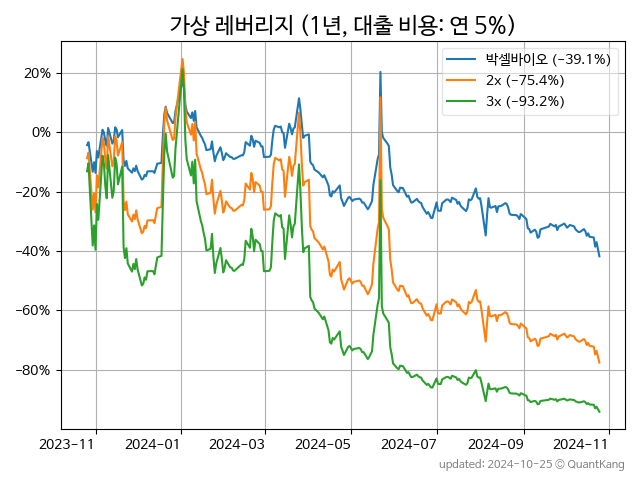 가상 레버리지 (1년, 대출 비용: 연 5%)
박셀바이오 (-39.1%)
2x (-75.4%)
3x (-93.2%)
20%
0%
−20%
−40%
−60%
−80%
2023-11
2024-01
2024-03
2024-05
2024-07
2024-09
2024-11
updated: 2024-10-25 © QuantKang